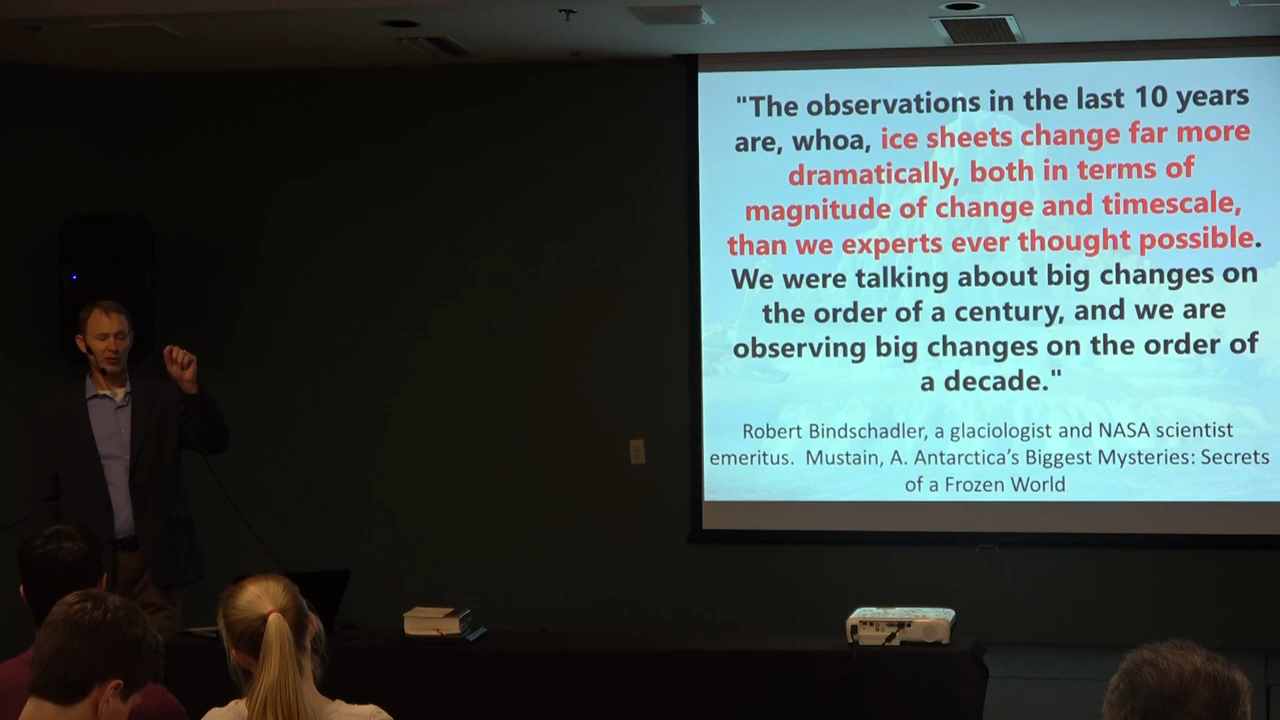 "The observations in the last 10 years
are, whoa, ice sheets change far more
dramatically, both in terms of
magnitude of change and timescale,
than we experts ever thought possible.
We were talking about big changes on
the order of a century, and we are
observing big changes on the order of
a decade."
Robert Bindschadler, a glaciologist and NASA scientist
emeritus.  Mustain, A. Antarctica’s Biggest Mysteries: Secrets
of a Frozen World